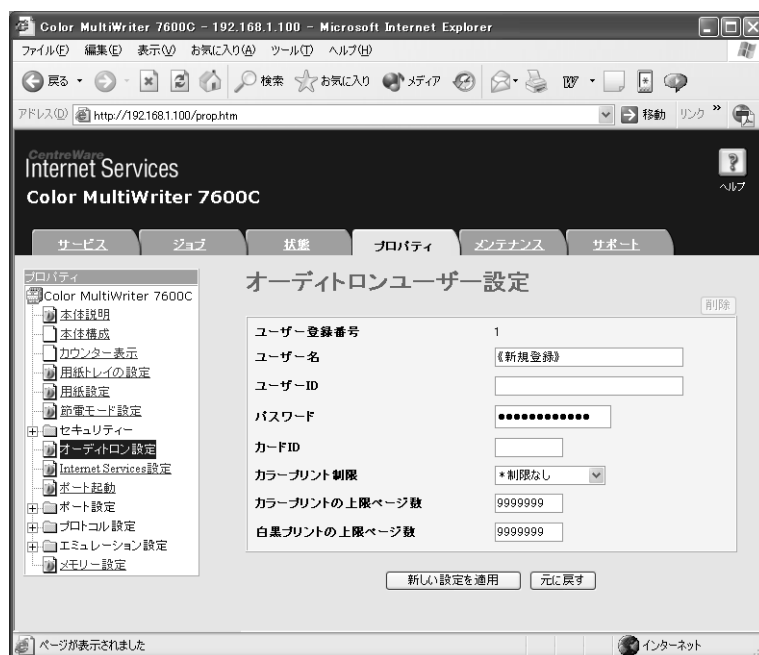 Color MultiWriter 7600C - 192.168.1.100 - Microsoft Internet Explorer
ファイル(F) 編集(E) 表示(V) お気に入り(A) ツール(T) ヘルプ(H)
戻る 検索 お気に入り メディア
アドレス(D) http://192.168.1.100/prop.htm 移動 リンク »
CentreWare
Internet Services
Color MultiWriter 7600C
ヘルプ
サービス ジョブ 状態 プロパティ メンテナンス サポート
プロパティ
Color MultiWriter 7600C
本体説明
本体構成
カウンター表示
用紙トレイの設定
用紙設定
節電モード設定
セキュリティー
オーディトロン設定
Internet Services設定
ポート起動
ポート設定
プロトコル設定
エミュレーション設定
メモリー設定
オーディトロンユーザー設定
削除
ユーザー登録番号 1
ユーザー名 《新規登録》
ユーザーID
パスワード ●●●●●●●●●●●●
カードID
カラープリント制限 *制限なし
カラープリントの上限ページ数 9999999
白黒プリントの上限ページ数 9999999
新しい設定を適用 元に戻す
ページが表示されました インターネット